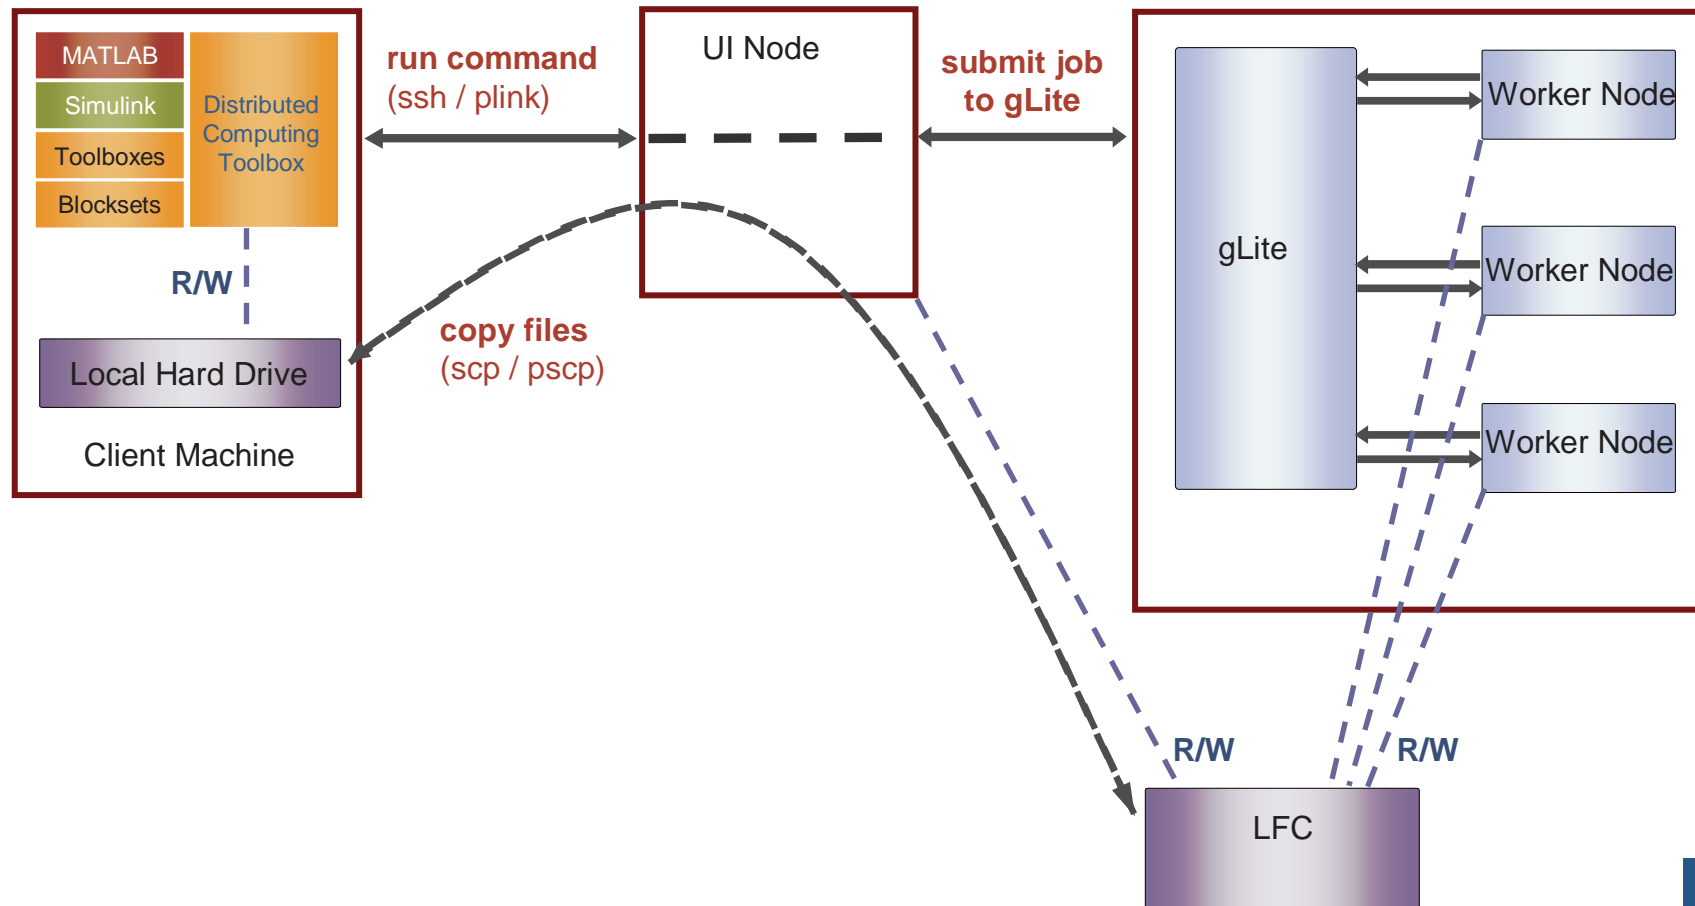 MATLAB
Simulink
Toolboxes
Blocksets
Distributed
Computing
Toolbox
R/W
Local Hard Drive
Client Machine
run command
(ssh / plink)
copy files
(scp / pscp)
UI Node
submit job
to gLite
gLite
Worker Node
Worker Node
Worker Node
R/W
R/W
LFC